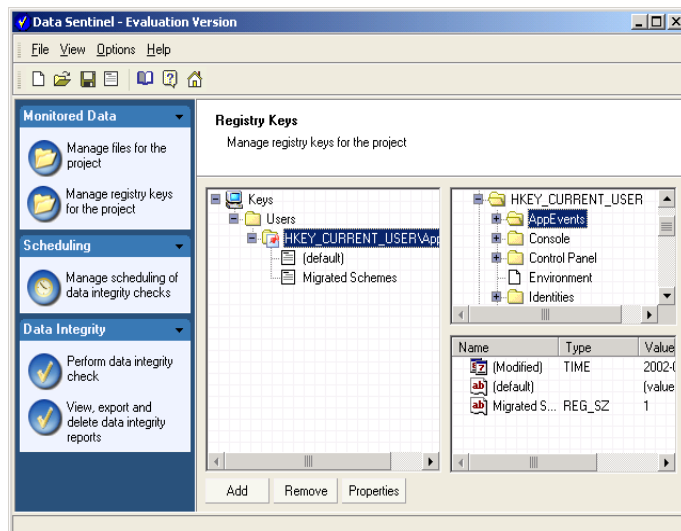 Data Sentinel - Evaluation Version
File View Options Help
Monitored Data
Manage files for the
project
Manage registry keys
for the project
Scheduling
Manage scheduling of
data integrity checks
Data Integrity
Perform data integrity
check
View, export and
delete data integrity
reports
Registry Keys
Manage registry keys for the project
Keys
Users
HKEY_CURRENT_USER\App
(default)
Migrated Schemes
HKEY_CURRENT_USER
AppEvents
Console
Control Panel
Environment
Identities
Name Type Value
(Modified) TIME 2002-0
(default) (value
Migrated S... REG_SZ 1
Add Remove Properties